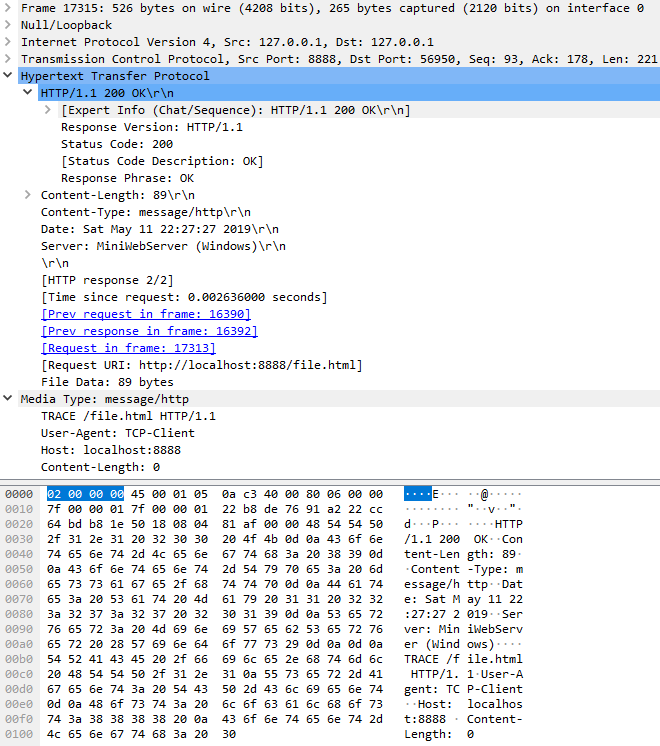 Frame 17315: 526 bytes on wire (4208 bits), 265 bytes captured (2120 bits) on interface 0
Null/Loopback
Internet Protocol Version 4, Src: 127.0.0.1, Dst: 127.0.0.1
Transmission Control Protocol, Src Port: 8888, Dst Port: 56950, Seq: 93, Ack: 178, Len: 221
Hypertext Transfer Protocol
HTTP/1.1 200 OK\r\n
[Expert Info (Chat/Sequence): HTTP/1.1 200 OK\r\n]
Response Version: HTTP/1.1
Status Code: 200
[Status Code Description: OK]
Response Phrase: OK
Content-Length: 89\r\n
Content-Type: message/http\r\n
Date: Sat May 11 22:27:27 2019\r\n
Server: MiniWebServer (Windows)\r\n
\r\n
[HTTP response 2/2]
[Time since request: 0.002636000 seconds]
[Prev request in frame: 16390]
[Prev response in frame: 16392]
[Request in frame: 17313]
[Request URI: http://localhost:8888/file.html]
File Data: 89 bytes
Media Type: message/http
TRACE /file.html HTTP/1.1
User-Agent: TCP-Client
Host: localhost:8888
Content-Length: 0
0000 02 00 00 00 45 00 01 05 0a c3 40 00 80 06 00 00 ····E··· ··@·····
0010 7f 00 00 01 7f 00 00 01 22 b8 de 76 91 a2 22 cc ········ "··v··"·
0020 64 bd b8 1e 50 18 08 04 81 af 00 00 48 54 54 50 d···P··· ····HTTP
0030 2f 31 2e 31 20 32 30 30 20 4f 4b 0d 0a 43 6f 6e /1.1 200  OK··Con
0040 74 65 6e 74 2d 4c 65 6e 67 74 68 3a 20 38 39 0d tent-Len gth: 89·
0050 0a 43 6f 6e 74 65 6e 74 2d 54 79 70 65 3a 20 6d ·Content -Type: m
0060 65 73 73 61 67 65 2f 68 74 74 70 0d 0a 44 61 74 essage/h ttp··Dat
0070 65 3a 20 53 61 74 20 4d 61 79 20 31 31 20 32 32 e: Sat M ay 11 22
0080 3a 32 37 3a 32 37 20 32 30 31 39 0d 0a 53 65 72 :27:27 2 019··Ser
0090 76 65 72 3a 20 4d 69 6e 69 57 65 62 53 65 72 76 ver: Min iWebServ
00a0 65 72 20 28 57 69 6e 64 6f 77 73 29 0d 0a 0d 0a er (Wind ows)····
00b0 54 52 41 43 45 20 2f 66 69 6c 65 2e 68 74 6d 6c TRACE /f ile.html
00c0 20 48 54 54 50 2f 31 2e 31 0a 55 73 65 72 2d 41 HTTP/1. 1·User-A
00d0 67 65 6e 74 3a 20 54 43 50 2d 43 6c 69 65 6e 74 gent: TC P-Client
00e0 0d 0a 48 6f 73 74 3a 20 6c 6f 63 61 6c 68 6f 73 ··Host:  localhos
00f0 74 3a 38 38 38 38 20 0a 43 6f 6e 74 65 6e 74 2d t:8888 · Content-
0100 4c 65 6e 67 74 68 3a 20 30 Length:  0